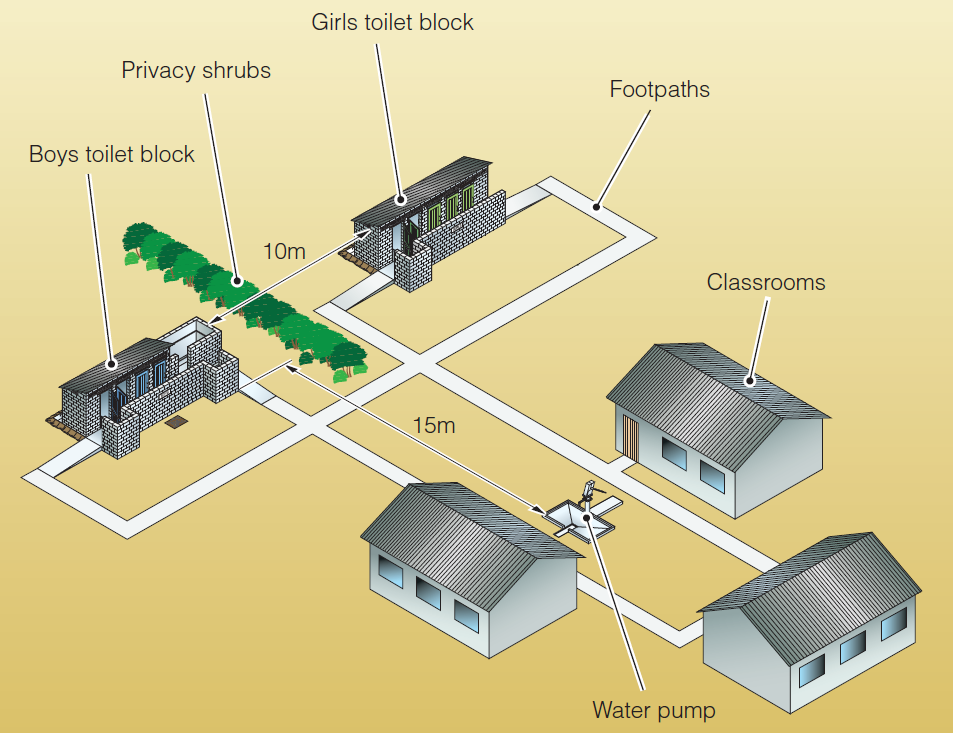 Girls toilet block
Privacy shrubs
Footpaths
Boys toilet block
10m
Classrooms
15m
Water pump